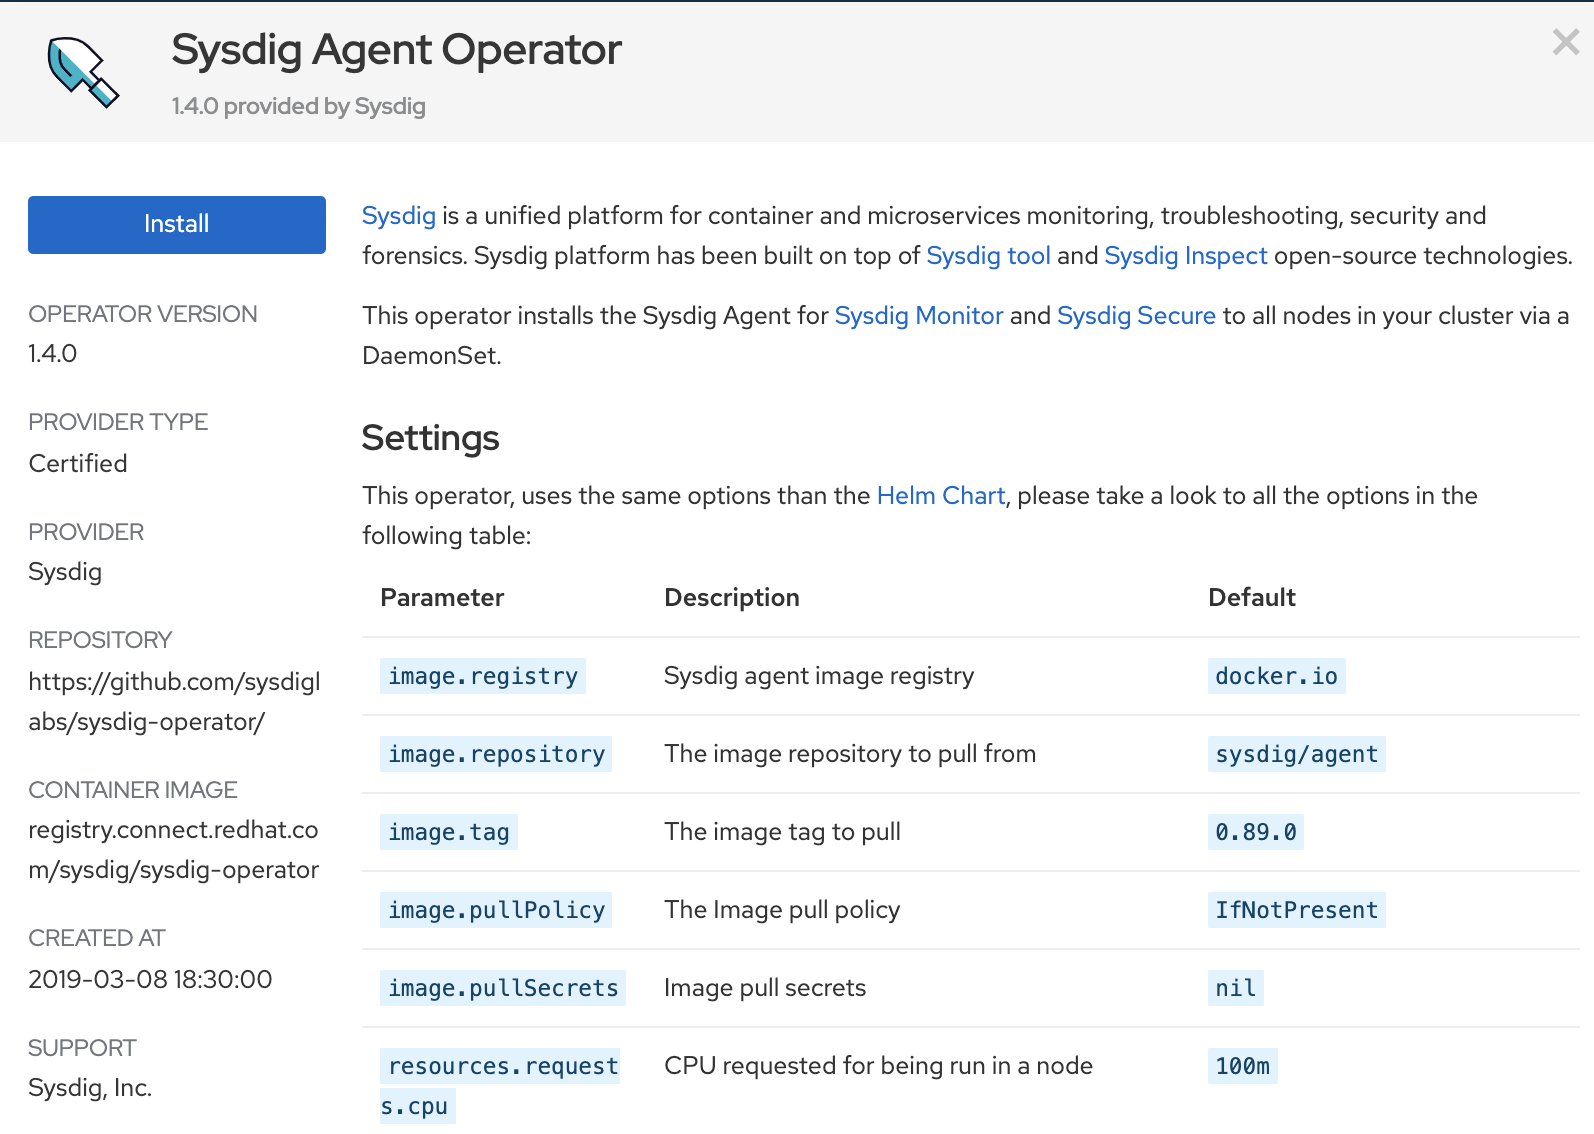 Sysdig Agent Operator
1.4.0 provided by Sysdig
Install
OPERATOR VERSION
1.4.0
PROVIDER TYPE
Certified
PROVIDER
Sysdig
REPOSITORY
https://github.com/sysdigl
abs/sysdig-operator/
CONTAINER IMAGE
registry.connect.redhat.co
m/sysdig/sysdig-operator
CREATED AT
2019-03-08 18:30:00
SUPPORT
Sysdig, Inc.
Sysdig is a unified platform for container and microservices monitoring, troubleshooting, security and
forensics. Sysdig platform has been built on top of Sysdig tool and Sysdig Inspect open-source technologies.
This operator installs the Sysdig Agent for Sysdig Monitor and Sysdig Secure to all nodes in your cluster via a
DaemonSet.
Settings
This operator, uses the same options than the Helm Chart, please take a look to all the options in the
following table:
Parameter Description Default
image.registry Sysdig agent image registry docker.io
image.repository The image repository to pull from sysdig/agent
image.tag The image tag to pull 0.89.0
image.pullPolicy The Image pull policy IfNotPresent
image.pullSecrets Image pull secrets nil
resources.request CPU requested for being run in a node 100m
s.cpu